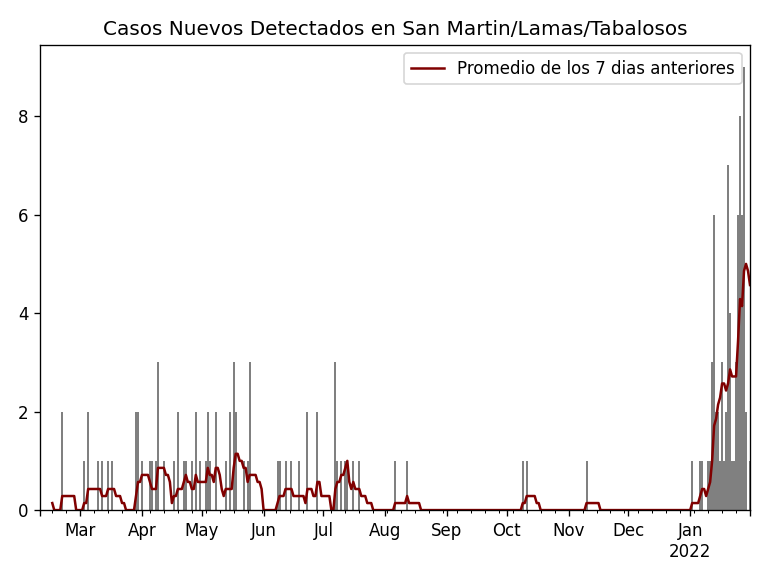 Casos Nuevos Detectados en San Martin/Lamas/Tabalosos
Promedio de los 7 dias anteriores
8
6
4
2
0
Mar Apr May Jun Jul Aug Sep Oct Nov Dec Jan
2022